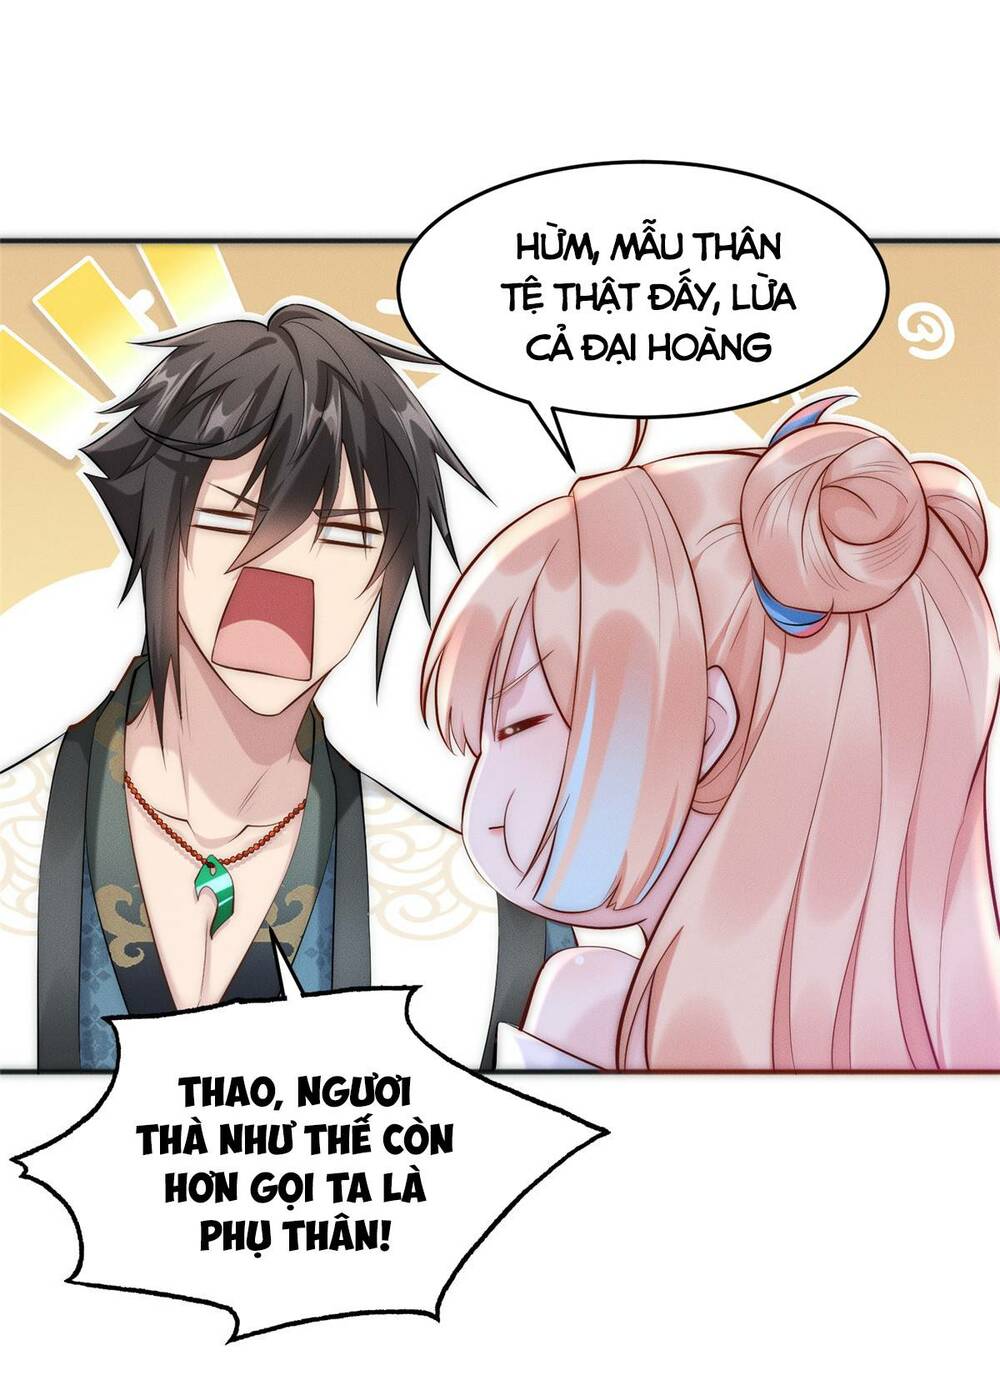 HỪM, MẪU THÂN
TỆ THẬT ĐẤY, LỪA
CẢ ĐẠI HOÀNG
THAO, NGƯƠI
THÀ NHƯ THẾ CÒN
HƠN GỌI TA LÀ
PHỤ THÂN!